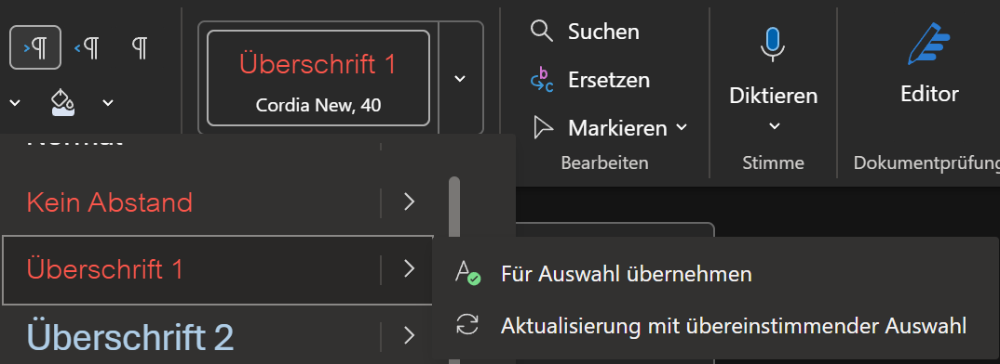 Überschrift 1
Cordia New, 40
Suchen
Ersetzen
Markieren
Bearbeiten
Diktieren
Stimme
Editor
Dokumentprüfung
Normal
Kein Abstand
Überschrift 1
Überschrift 2
Für Auswahl übernehmen
Aktualisierung mit übereinstimmender Auswahl